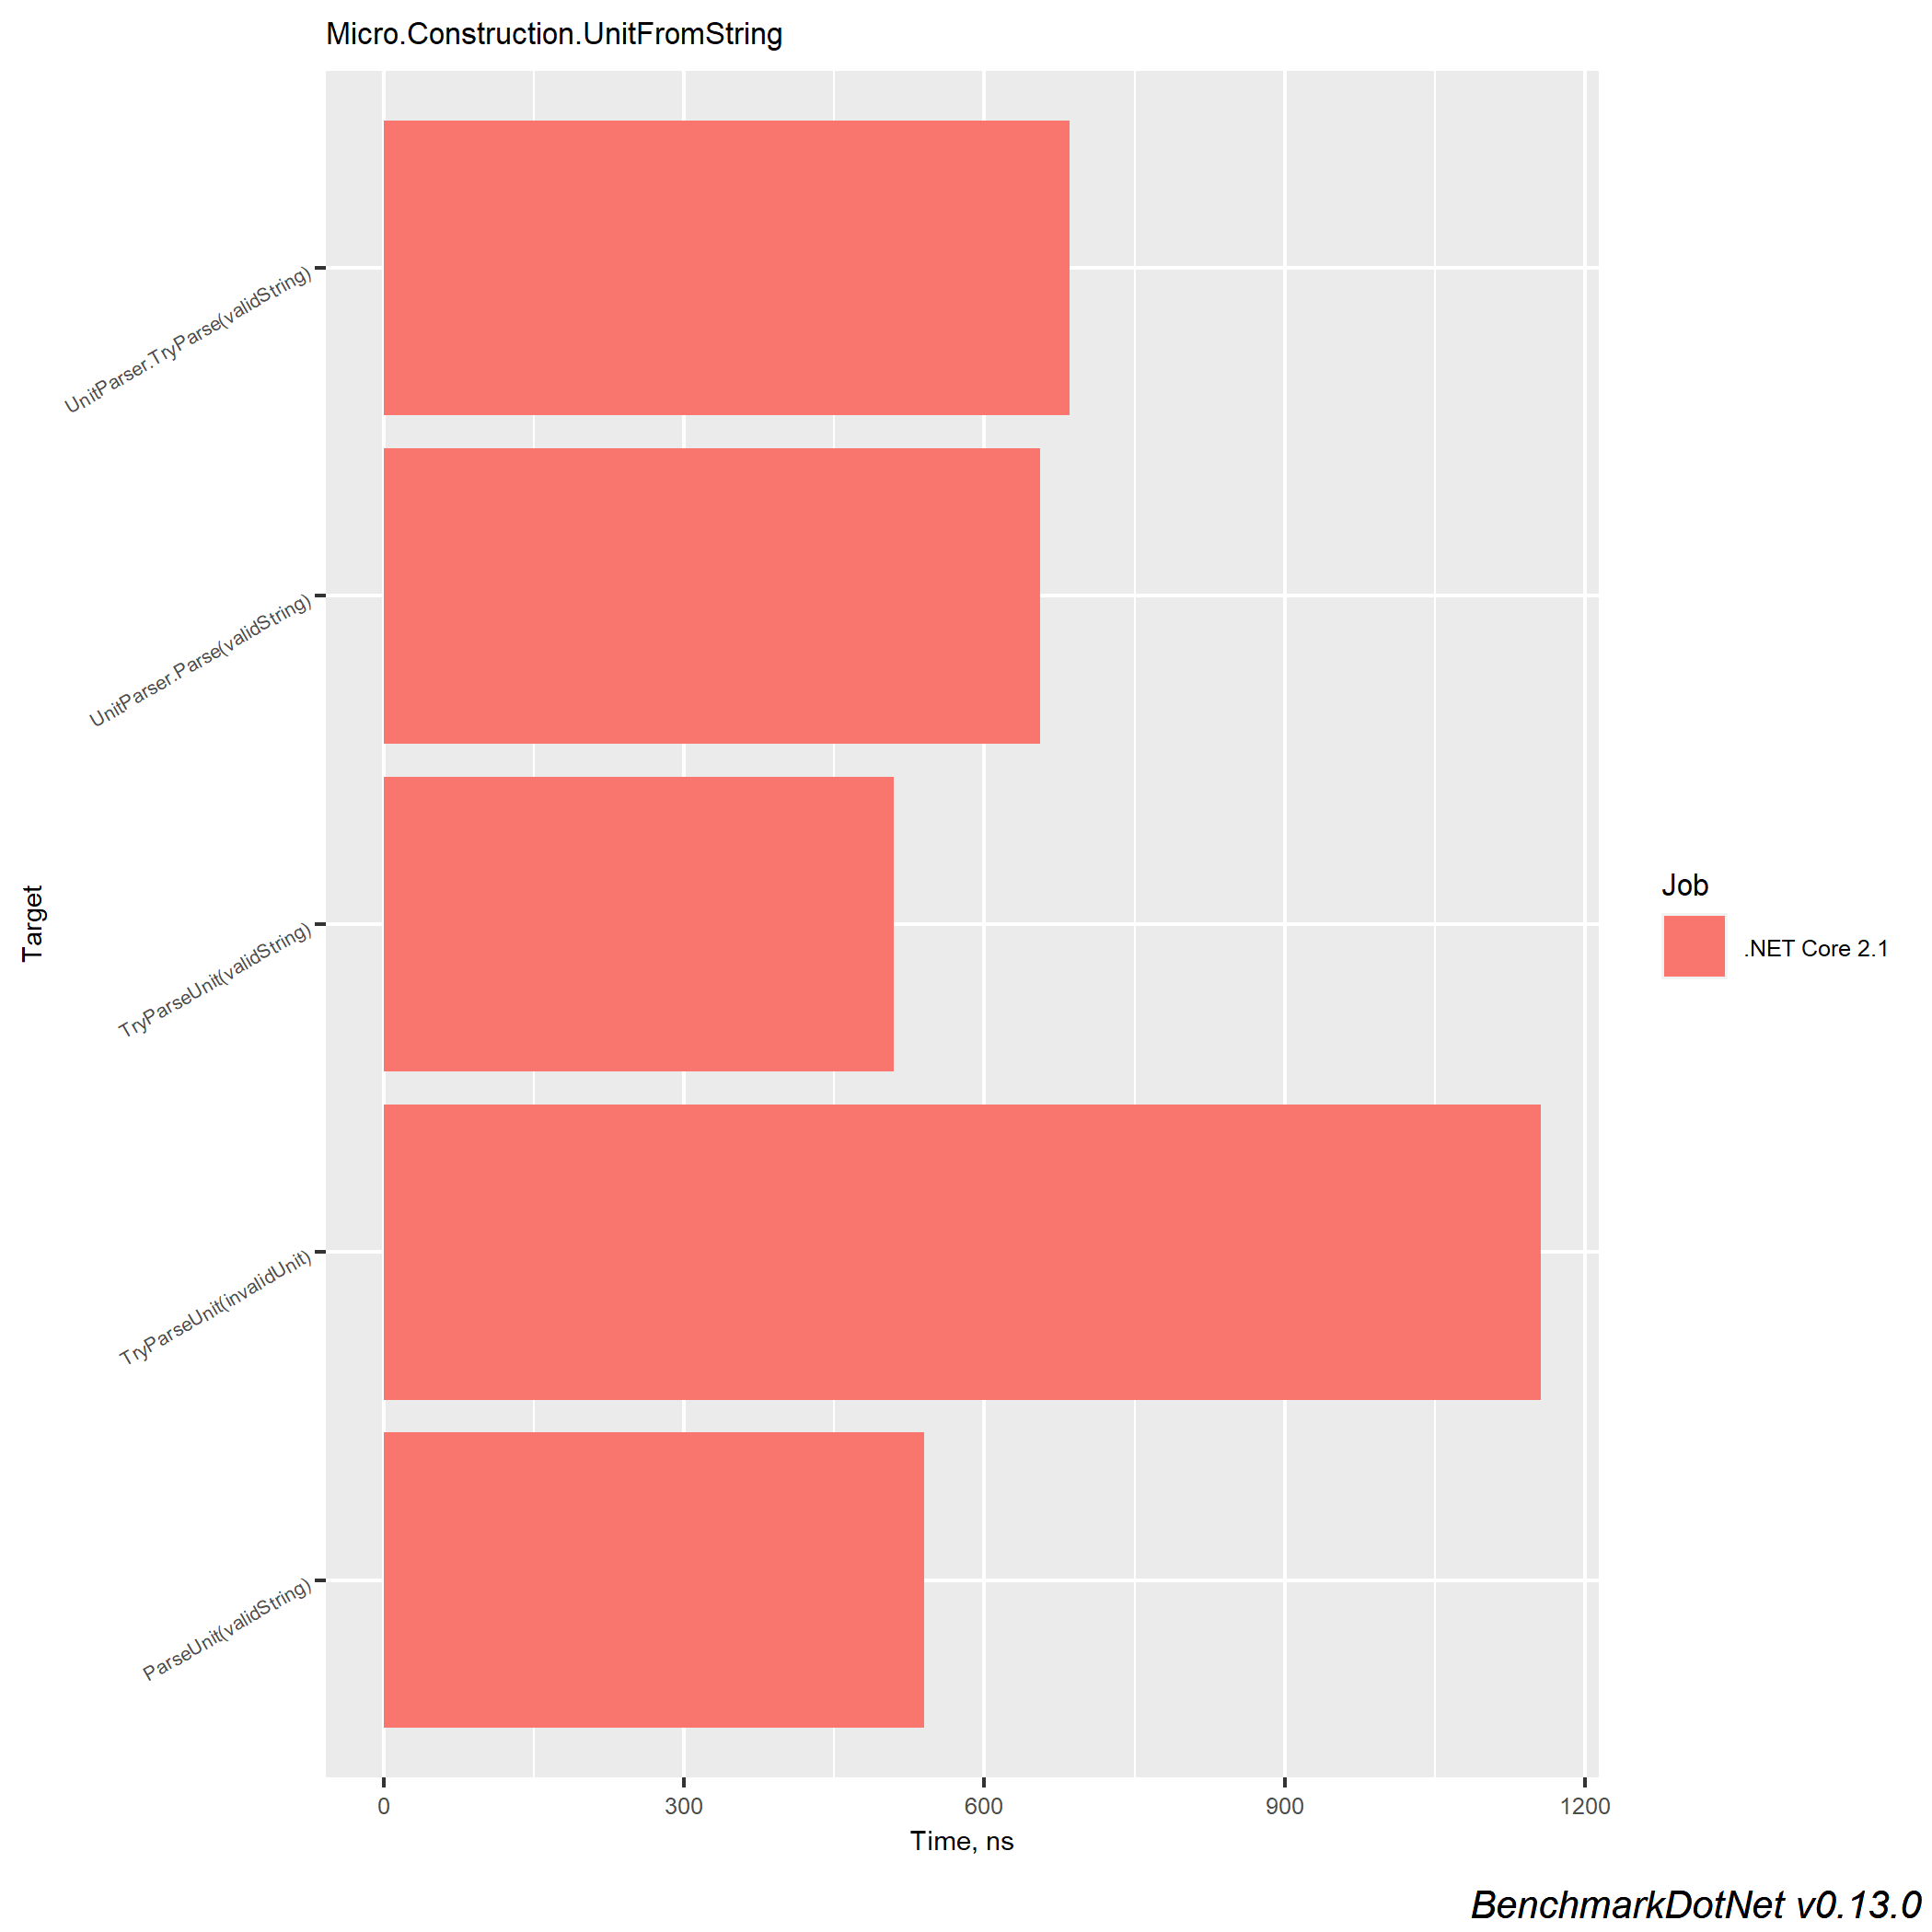 Micro.Construction.UnitFromString
UnitParser.TryParse(validString)
UnitParser.Parse(validString)
TryParseUnit(validString)
TryParseUnit(invalidUnit)
ParseUnit(validString)
Target
0 300 600 900 1200
Time, ns
Job
.NET Core 2.1
BenchmarkDotNet v0.13.0